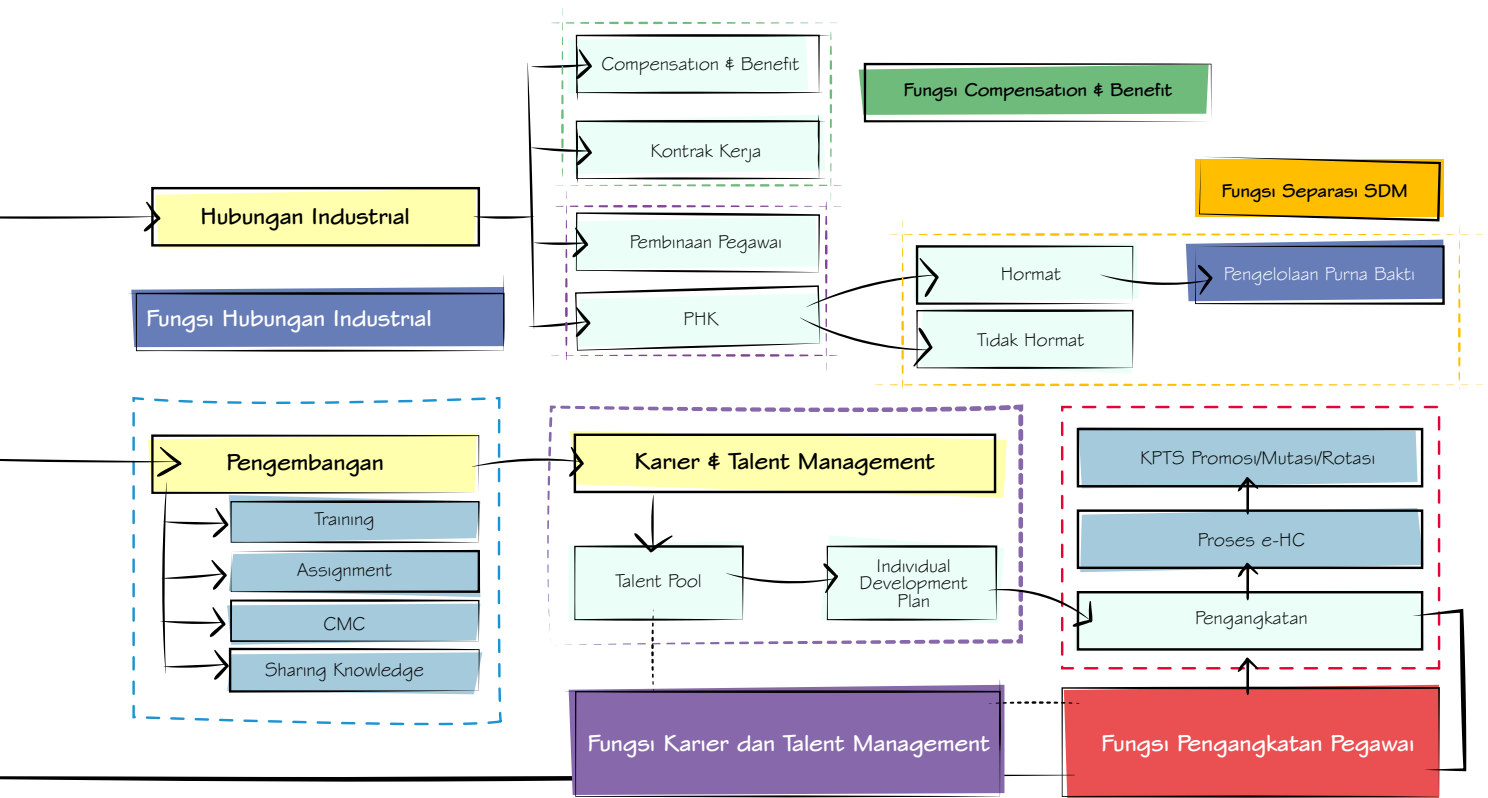 Compensation & Benefit
Fungsi Compensation & Benefit
Kontrak Kerja
Hubungan Industrial
Fungsi Separasi SDM
Pembinaan Pegawai
Hormat
Pengelolaan Purna Bakti
Fungsi Hubungan Industrial
PHK
Tidak Hormat
Pengembangan
Karier & Talent Management
KPTS Promosi/Mutasi/Rotasi
Training
Proses e-HC
Assignment
Talent Pool
Individual
Development
Plan
CMC
Pengangkatan
Sharing Knowledge
Fungsi Karier dan Talent Management
Fungsi Pengangkatan Pegawai